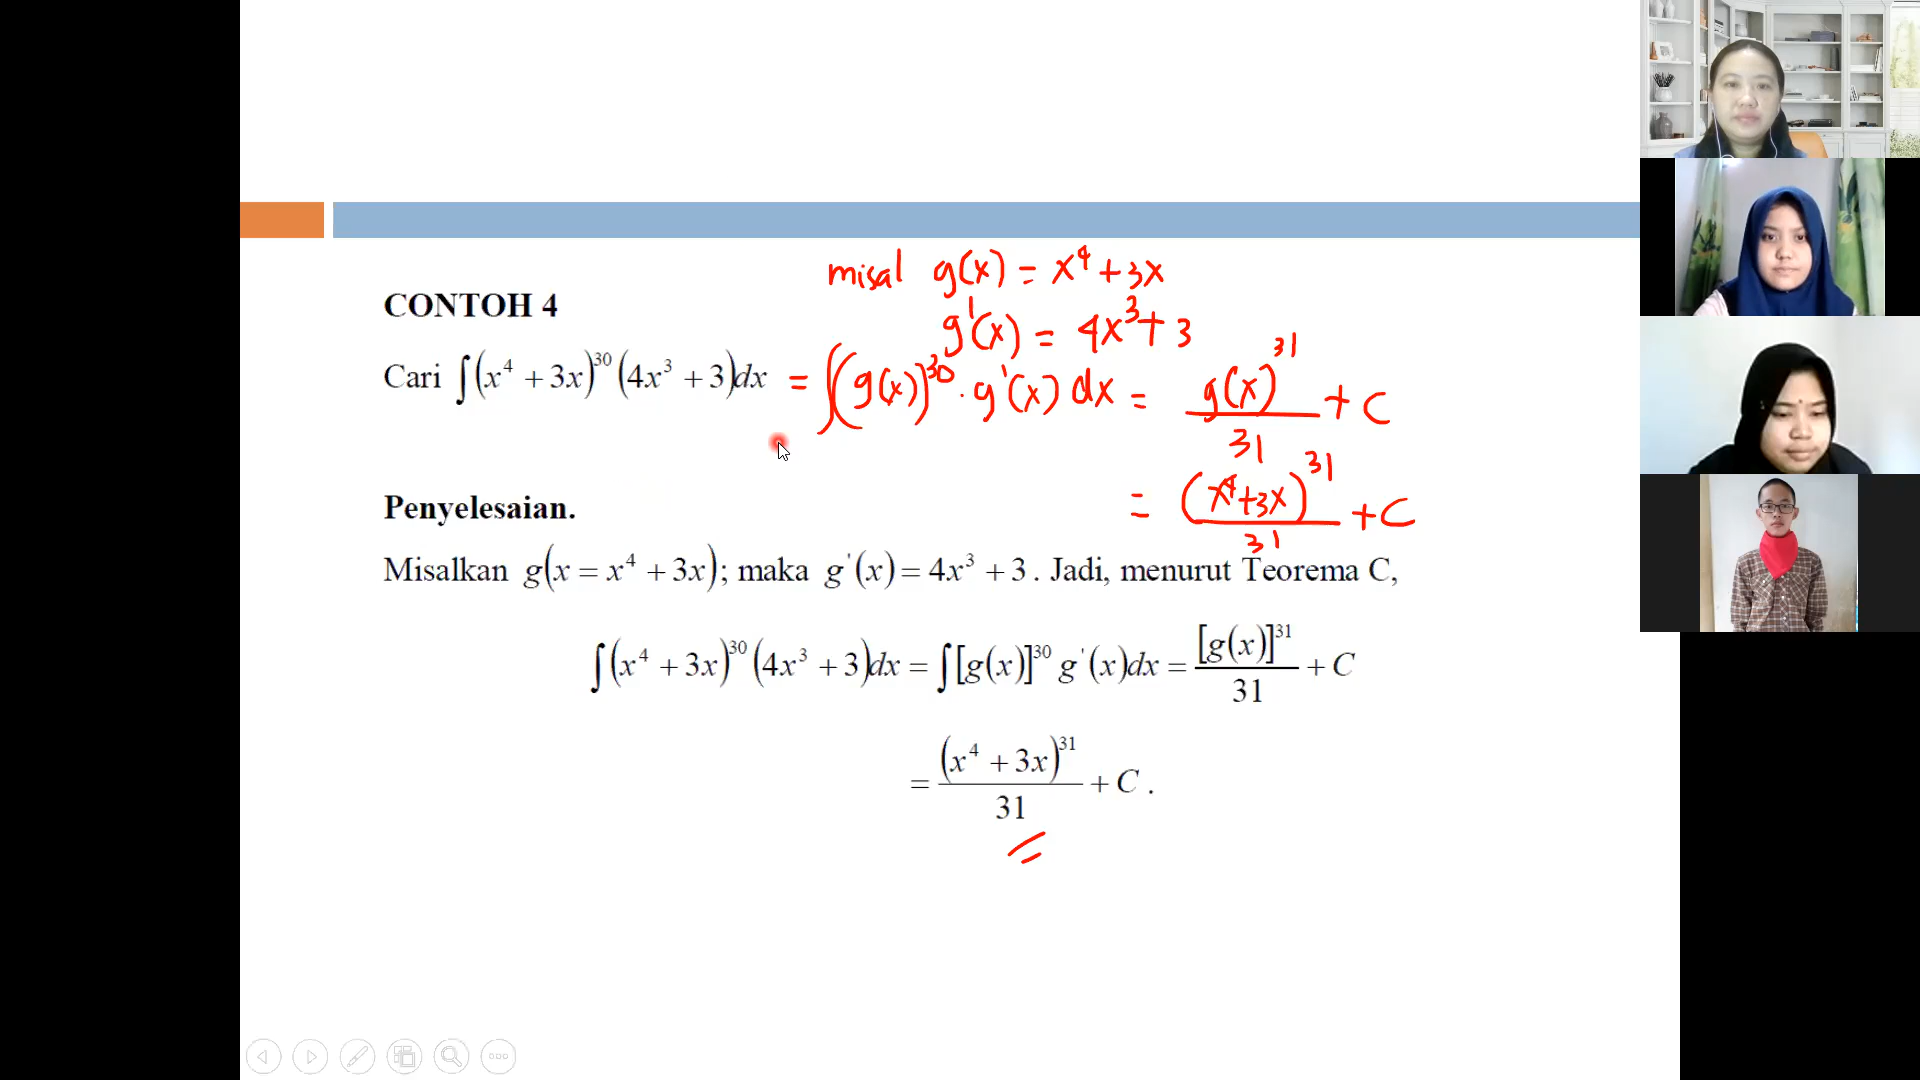 misal g(x) = x⁴ + 3x
CONTOH 4
g'(x) = 4x³ + 3
Cari ∫(x⁴ + 3x)³⁰ (4x³ + 3)dx = ∫(g(x))³⁰ · g'(x) dx = g(x)³¹ / 31 + C
= (x⁴+3x)³¹ / 31 + C
Penyelesaian.
Misalkan g(x = x⁴ + 3x); maka g'(x) = 4x³ + 3. Jadi, menurut Teorema C,
∫(x⁴ + 3x)³⁰ (4x³ + 3)dx = ∫[g(x)]³⁰ g'(x)dx = [g(x)]³¹ / 31 + C
= (x⁴ + 3x)³¹ / 31 + C .